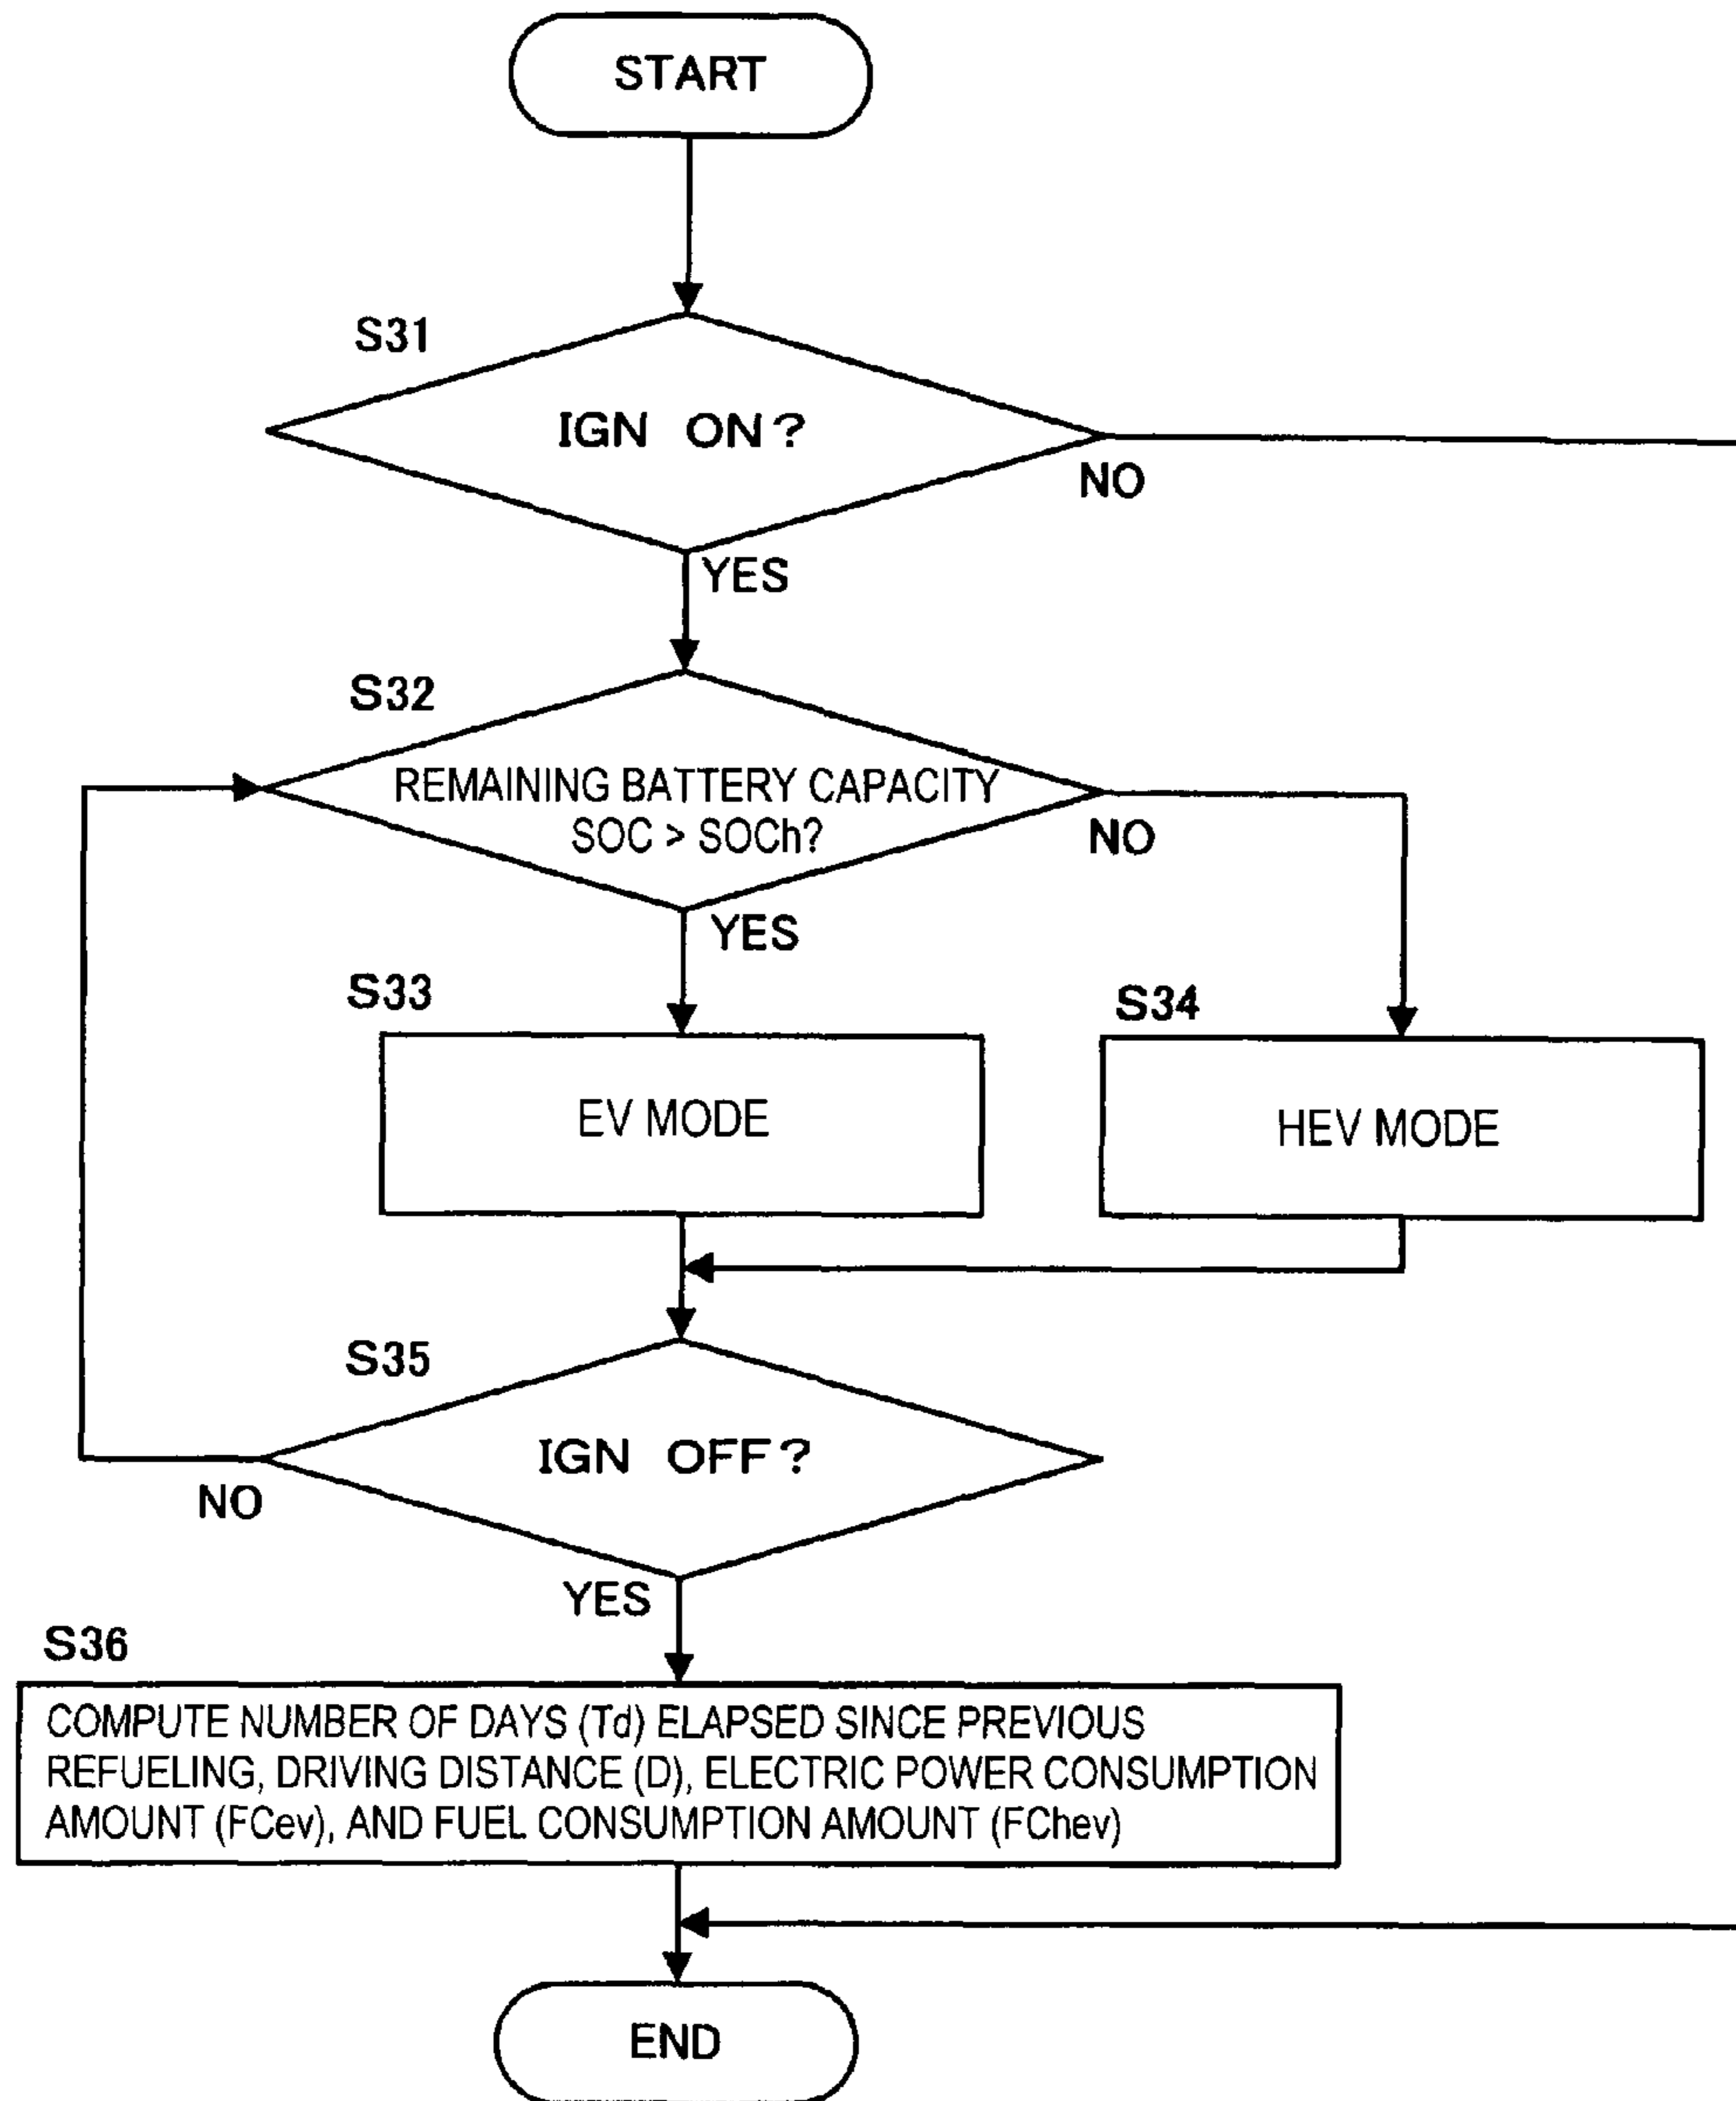 START
S31
IGN ON?
NO
YES
S32
REMAINING BATTERY CAPACITY
SOC > SOCh?
NO
YES
S33
S34
EV MODE
HEV MODE
S35
IGN OFF?
NO
YES
S36
COMPUTE NUMBER OF DAYS (Td) ELAPSED SINCE PREVIOUS
REFUELING, DRIVING DISTANCE (D), ELECTRIC POWER CONSUMPTION
AMOUNT (FCev), AND FUEL CONSUMPTION AMOUNT (FChev)
END